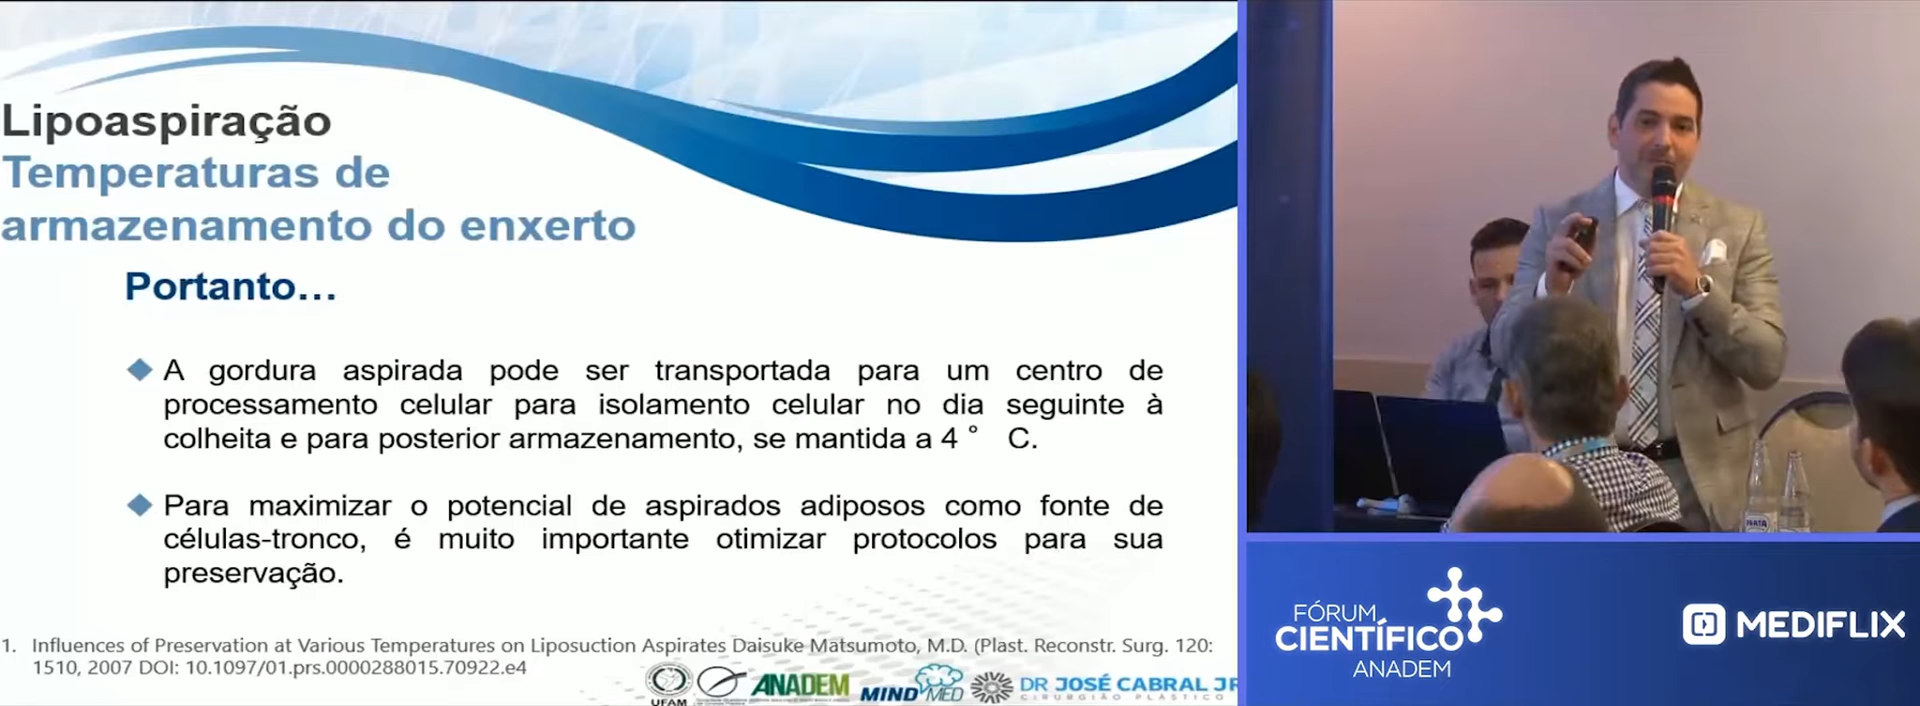 Lipoaspiração
Temperaturas de
armazenamento do enxerto
Portanto...
A gordura aspirada pode ser transportada para um centro de
processamento celular para isolamento celular no dia seguinte à
colheita e para posterior armazenamento, se mantida a 4 ° C.
Para maximizar o potencial de aspirados adiposos como fonte de
células-tronco, é muito importante otimizar protocolos para sua
preservação.
1. Influences of Preservation at Various Temperatures on Liposuction Aspirates Daisuke Matsumoto, M.D. (Plast. Reconstr. Surg. 120:
1510, 2007 DOI: 10.1097/01.prs.0000288015.70922.e4
UFAM
ANADEM
MINDMED
DR JOSÉ CABRAL JR
CIRURGIÃO PLÁSTICO
FÓRUM
CIENTÍFICO
ANADEM
MEDIFLIX